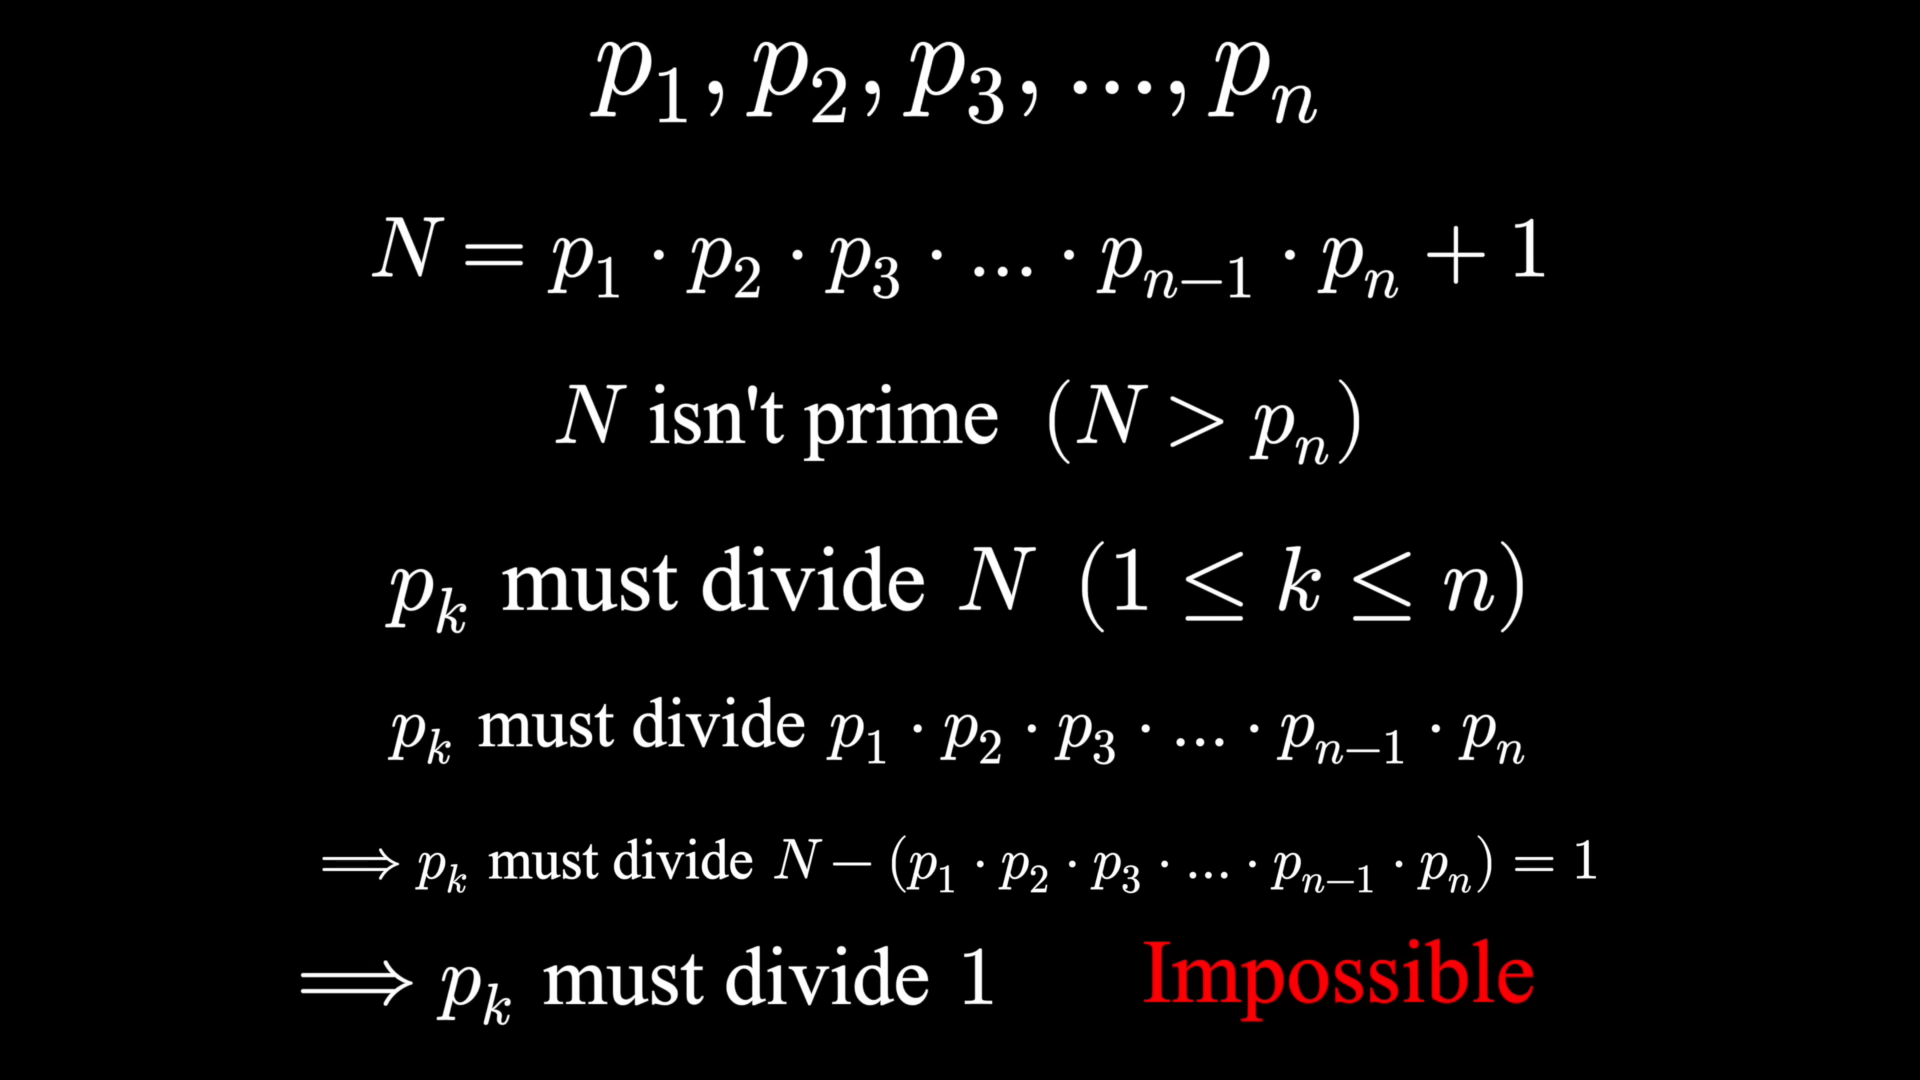 p₁, p₂, p₃, ..., pₙ
N = p₁ · p₂ · p₃ · ... · pₙ₋₁ · pₙ + 1
N isn't prime (N > pₙ)
pₖ must divide N (1 ≤ k ≤ n)
pₖ must divide p₁ · p₂ · p₃ · ... · pₙ₋₁ · pₙ
⟹ pₖ must divide N − (p₁ · p₂ · p₃ · ... · pₙ₋₁ · pₙ) = 1
⟹ pₖ must divide 1 Impossible